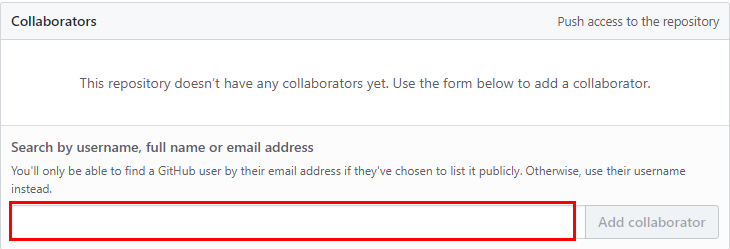 Collaborators Push access to the repository
This repository doesn't have any collaborators yet. Use the form below to add a collaborator.
Search by username, full name or email address
You'll only be able to find a GitHub user by their email address if they've chosen to list it publicly. Otherwise, use their username
instead.
Add collaborator